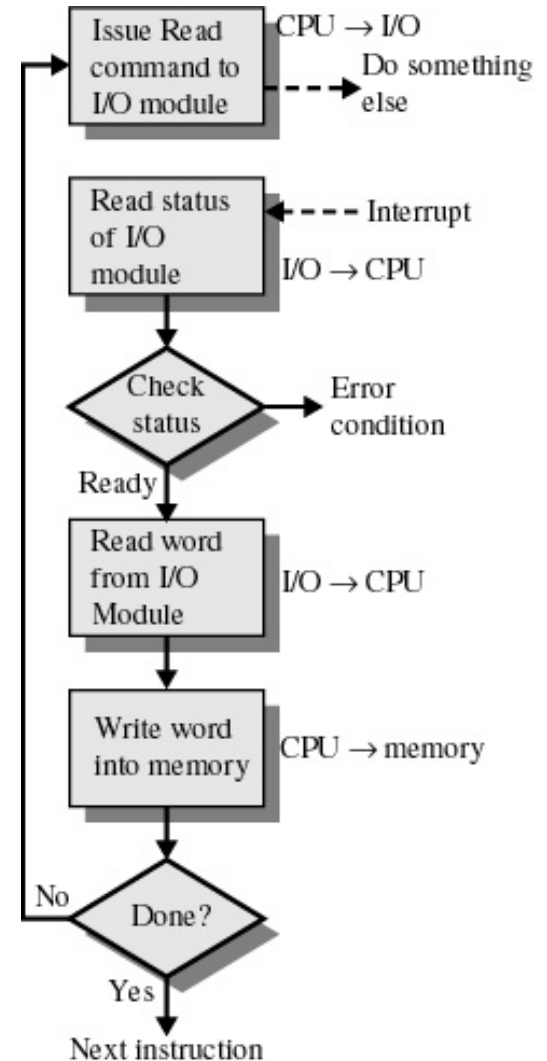 Issue Read
command to
I/O module
CPU → I/O
Do something
else
Read status
of I/O
module
Interrupt
I/O → CPU
Check
status
Error
condition
Ready
Read word
from I/O
Module
I/O → CPU
Write word
into memory
CPU → memory
No
Done?
Yes
Next instruction